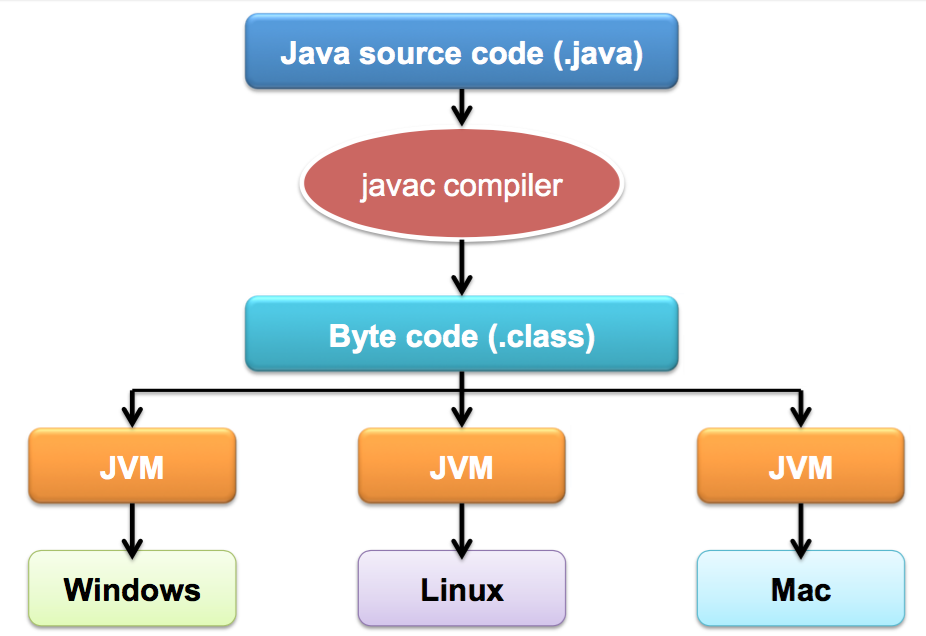 Java source code (.java)
javac compiler
Byte code (.class)
JVM
JVM
JVM
Windows
Linux
Mac